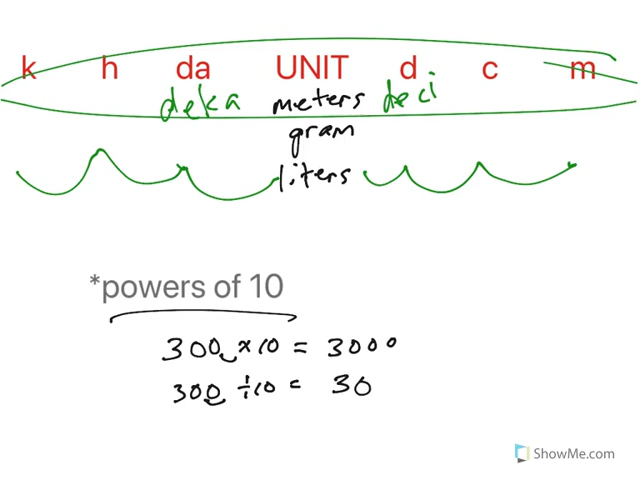 k h da UNIT d c m
deka meters deci
gram
liters
*powers of 10
300 ×10 = 3000
300 ÷10 = 30
ShowMe.com